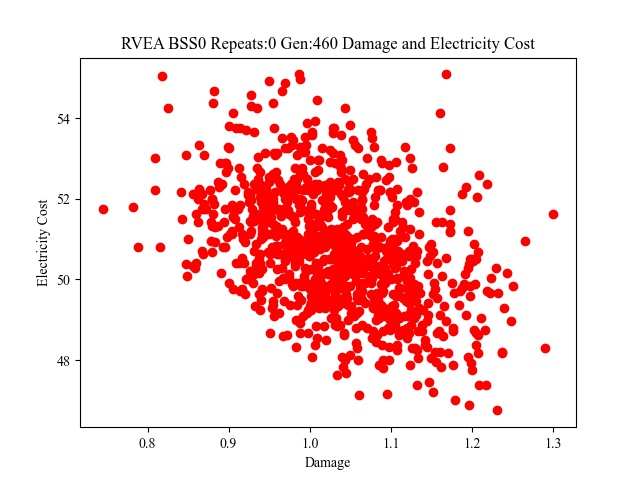 RVEA BSS0 Repeats:0 Gen:460 Damage and Electricity Cost
54
52
50
48
Electricity Cost
0.8 0.9 1.0 1.1 1.2 1.3
Damage